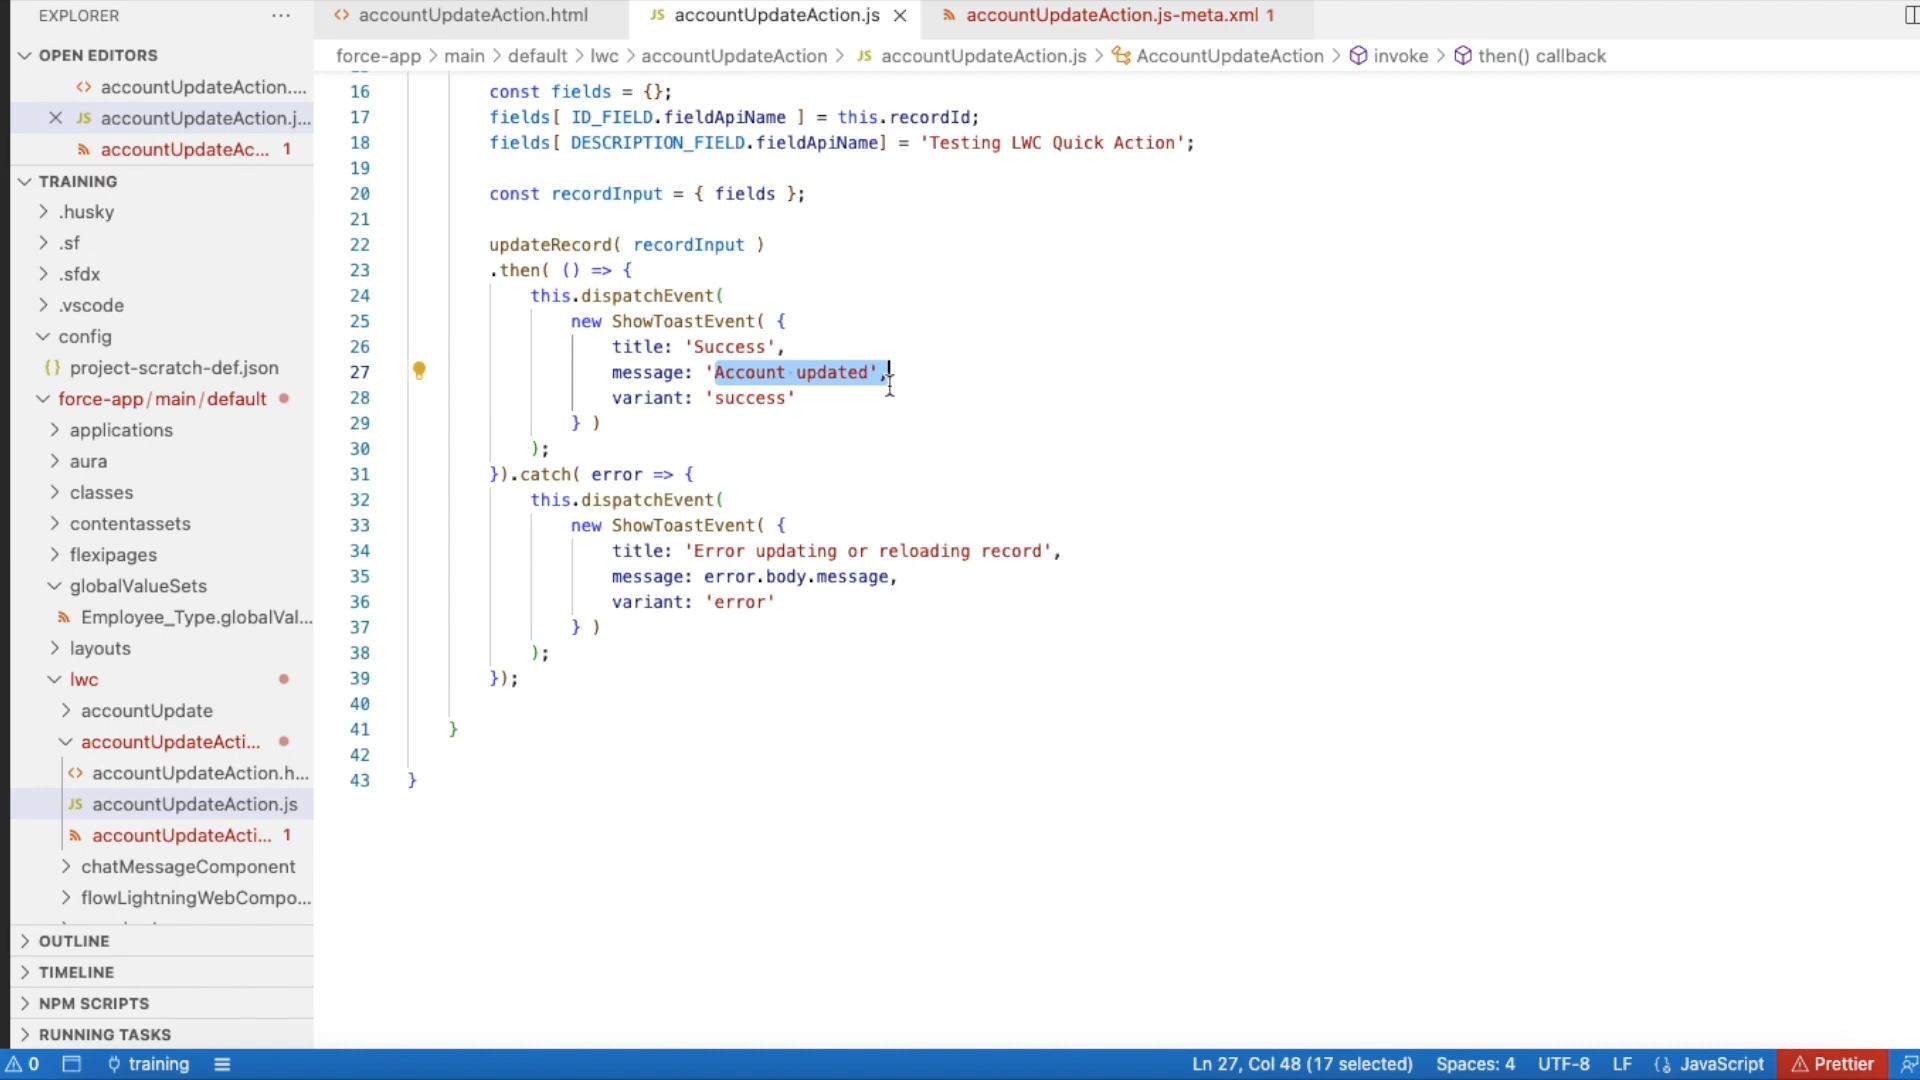 EXPLORER
···
accountUpdateAction.html
JS accountUpdateAction.js
accountUpdateAction.js-meta.xml 1
OPEN EDITORS
accountUpdateAction....
JS accountUpdateAction.j...
accountUpdateAc... 1
TRAINING
.husky
.sf
.sfdx
.vscode
config
{} project-scratch-def.json
force-app/main/default
applications
aura
classes
contentassets
flexipages
globalValueSets
Employee_Type.globalVal...
layouts
lwc
accountUpdate
accountUpdateActi...
accountUpdateAction.h...
JS accountUpdateAction.js
accountUpdateActi... 1
chatMessageComponent
flowLightningWebCompo...
OUTLINE
TIMELINE
NPM SCRIPTS
RUNNING TASKS
force-app > main > default > lwc > accountUpdateAction > JS accountUpdateAction.js > AccountUpdateAction > invoke > then() callback
16 const fields = {};
17 fields[ ID_FIELD.fieldApiName ] = this.recordId;
18 fields[ DESCRIPTION_FIELD.fieldApiName] = 'Testing LWC Quick Action';
19
20 const recordInput = { fields };
21
22 updateRecord( recordInput )
23 .then( () => {
24 this.dispatchEvent(
25 new ShowToastEvent( {
26 title: 'Success',
27 message: 'Account updated',
28 variant: 'success'
29 } )
30 );
31 }).catch( error => {
32 this.dispatchEvent(
33 new ShowToastEvent( {
34 title: 'Error updating or reloading record',
35 message: error.body.message,
36 variant: 'error'
37 } )
38 );
39 });
40
41 }
42
43 }
0 training Ln 27, Col 48 (17 selected) Spaces: 4 UTF-8 LF {} JavaScript Prettier